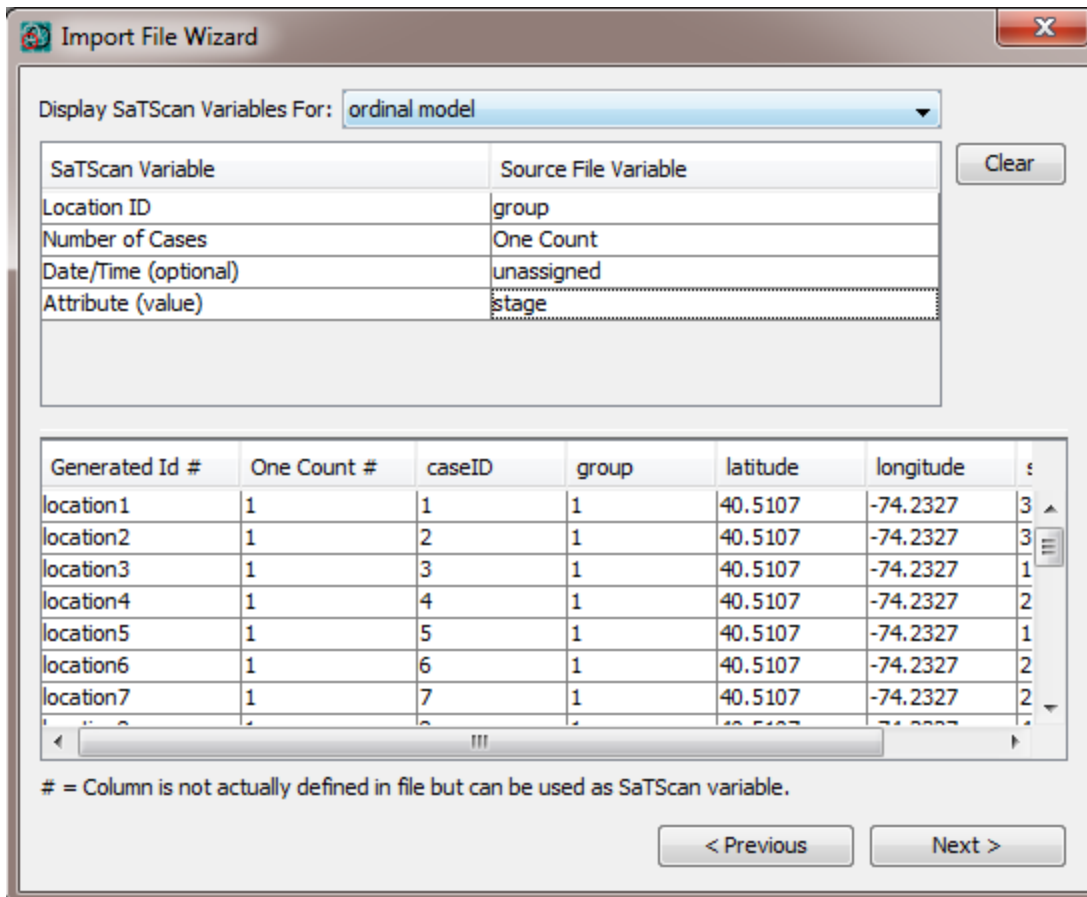 Import File Wizard
Display SaTScan Variables For: ordinal model
SaTScan Variable Source File Variable Clear
Location ID group
Number of Cases One Count
Date/Time (optional) unassigned
Attribute (value) stage
Generated Id # One Count # caseID group latitude longitude
location1 1 1 1 40.5107 -74.2327 3
location2 1 2 1 40.5107 -74.2327 3
location3 1 3 1 40.5107 -74.2327 1
location4 1 4 1 40.5107 -74.2327 2
location5 1 5 1 40.5107 -74.2327 1
location6 1 6 1 40.5107 -74.2327 2
location7 1 7 1 40.5107 -74.2327 2
# = Column is not actually defined in file but can be used as SaTScan variable.
< Previous Next >